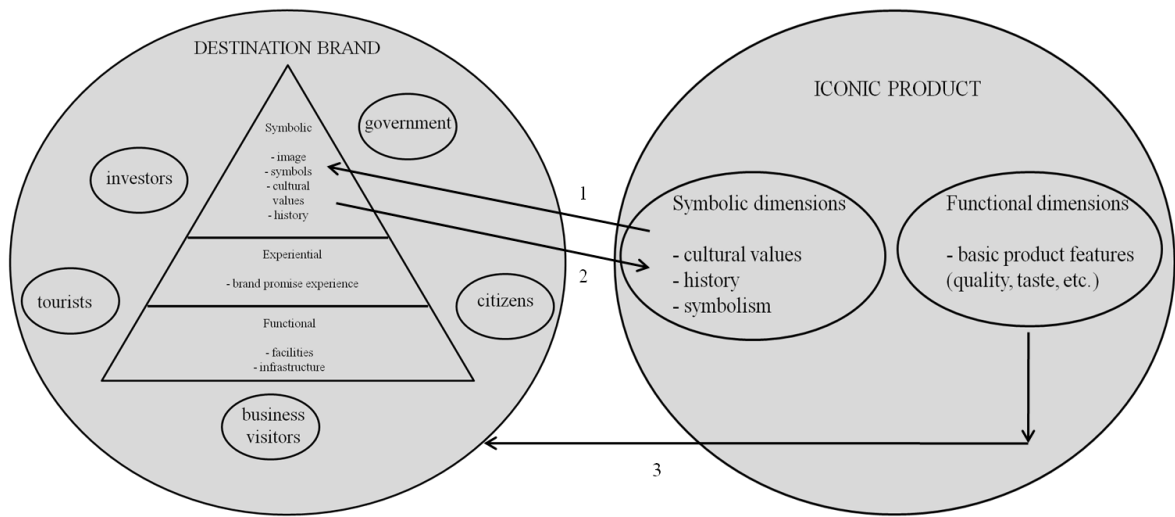 DESTINATION BRAND
Symbolic
- image
- symbols
- cultural
values
- history
Experiential
- brand promise experience
Functional
- facilities
- infrastructure
government
investors
tourists
citizens
business
visitors
1
2
3
ICONIC PRODUCT
Symbolic dimensions
- cultural values
- history
- symbolism
Functional dimensions
- basic product features
(quality, taste, etc.)